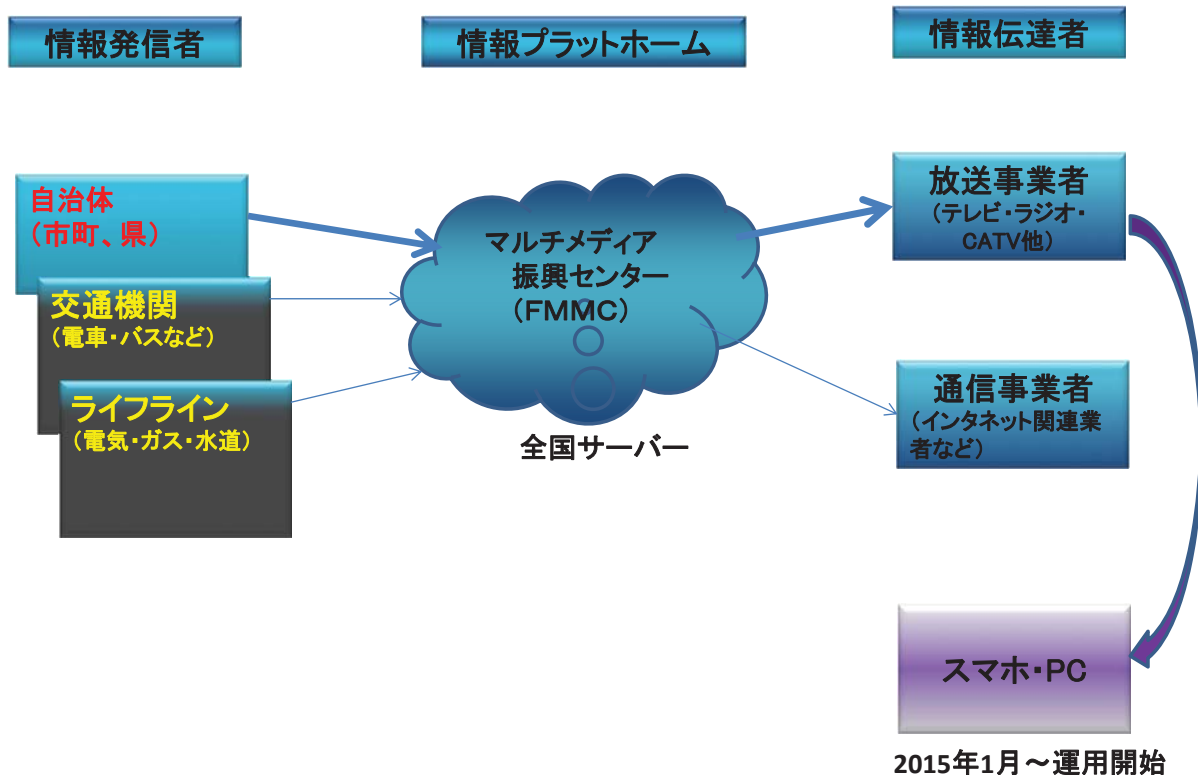 情報発信者
情報プラットホーム
情報伝達者
自治体
(市町、県)
交通機関
(電車・バスなど)
ライフライン
(電気・ガス・水道)
マルチメディア
振興センター
(FMMC)
全国サーバー
放送事業者
(テレビ・ラジオ・
CATV他)
通信事業者
(インタネット関連業
者など)
スマホ・PC
2015年1月～運用開始